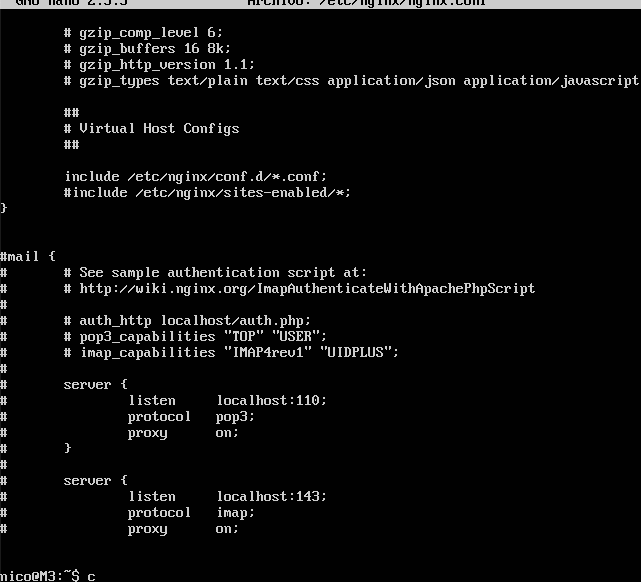 GNU nano 2.5.3 Archivo: /etc/nginx/nginx.conf
# gzip_comp_level 6;
# gzip_buffers 16 8k;
# gzip_http_version 1.1;
# gzip_types text/plain text/css application/json application/javascript
##
# Virtual Host Configs
##
include /etc/nginx/conf.d/*.conf;
#include /etc/nginx/sites-enabled/*;
}
#mail {
# # See sample authentication script at:
# # http://wiki.nginx.org/ImapAuthenticateWithApachePhpScript
#
# # auth_http localhost/auth.php;
# # pop3_capabilities "TOP" "USER";
# # imap_capabilities "IMAP4rev1" "UIDPLUS";
#
# server {
# listen localhost:110;
# protocol pop3;
# proxy on;
# }
#
# server {
# listen localhost:143;
# protocol imap;
# proxy on;
nico@M3:~$ c